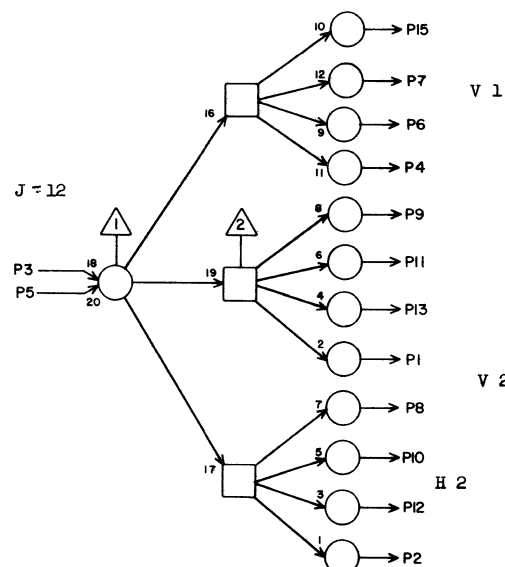 10 P15
12 P7
V 1
16
9 P6
11 P4
J = 12
8 P9
1
2
6 P11
P3 18
19
4 P13
P5 20
2 P1
V 2
7 P8
17
5 P10
H 2
3 P12
1 P2